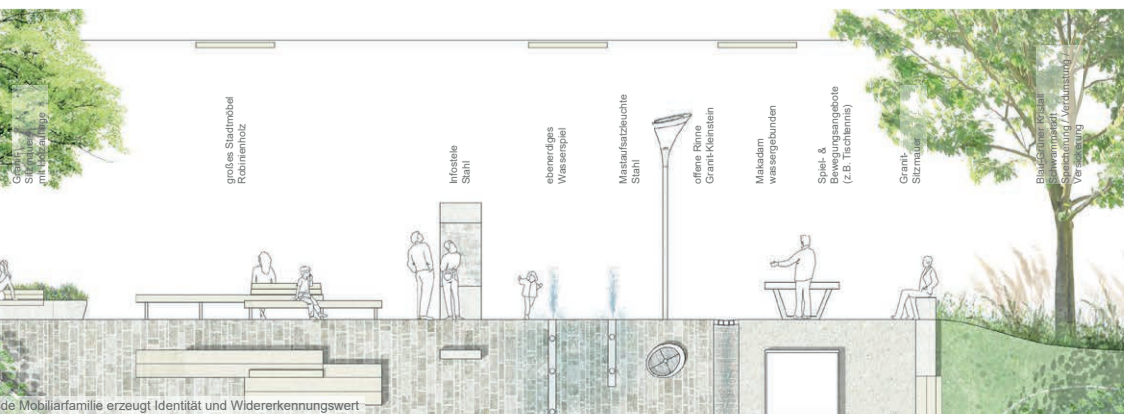 Granit-
Sitzmauer
mit Holzauflage
großes Stadtmöbel
Robinienholz
Infostele
Stahl
ebenerdiges
Wasserspiel
Mastaufsatzleuchte
Stahl
offene Rinne
Granit-Kleinstein
Makadam
wassergebunden
Spiel- &
Bewegungsangebote
(z.B. Tischtennis)
Granit-
Sitzmauer
Blau-Grüner Kristall
Schwammmarkt -
Speicherung / Verdunstung /
Versickerung
de Mobiliarfamilie erzeugt Identität und Widererkennungswert